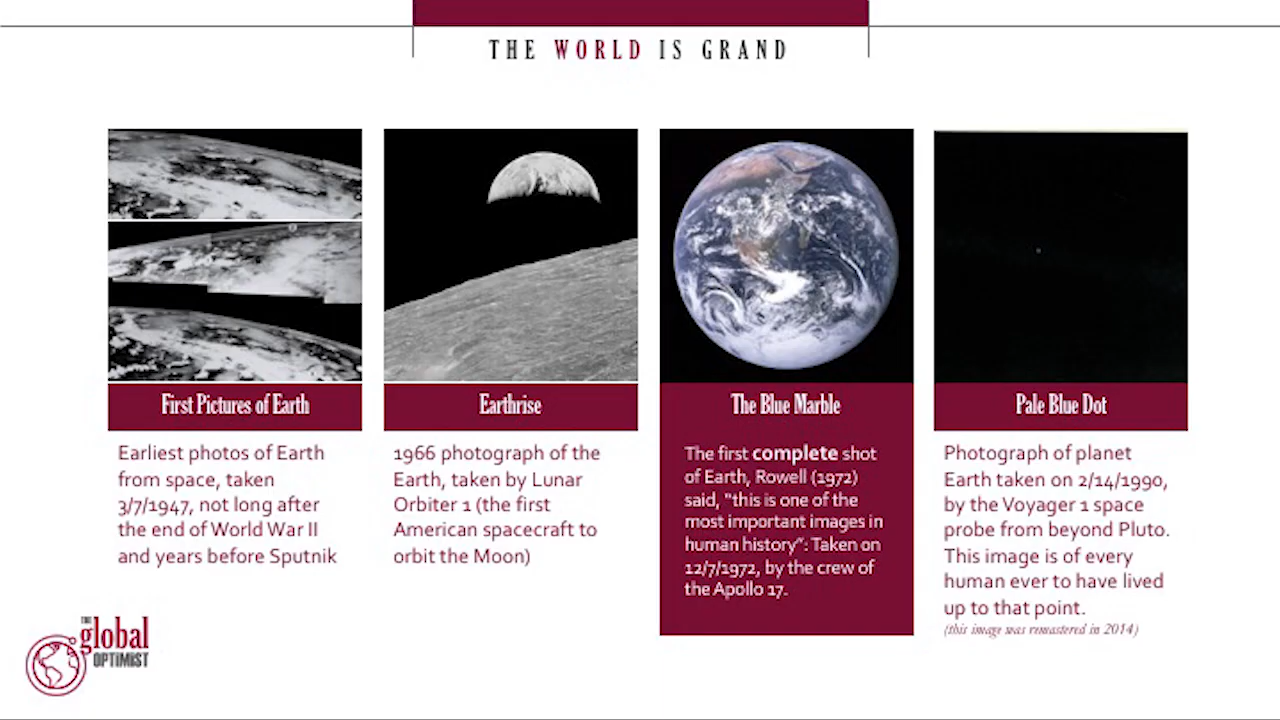 THE WORLD IS GRAND
First Pictures of Earth
Earliest photos of Earth
from space, taken
3/7/1947, not long after
the end of World War II
and years before Sputnik
Earthrise
1966 photograph of the
Earth, taken by Lunar
Orbiter 1 (the first
American spacecraft to
orbit the Moon)
The Blue Marble
The first complete shot
of Earth, Rowell (1972)
said, "this is one of the
most important images in
human history": Taken on
12/7/1972, by the crew of
the Apollo 17.
Pale Blue Dot
Photograph of planet
Earth taken on 2/14/1990,
by the Voyager 1 space
probe from beyond Pluto.
This image is of every
human ever to have lived
up to that point.
(this image was remastered in 2014)
THE
global
OPTIMIST